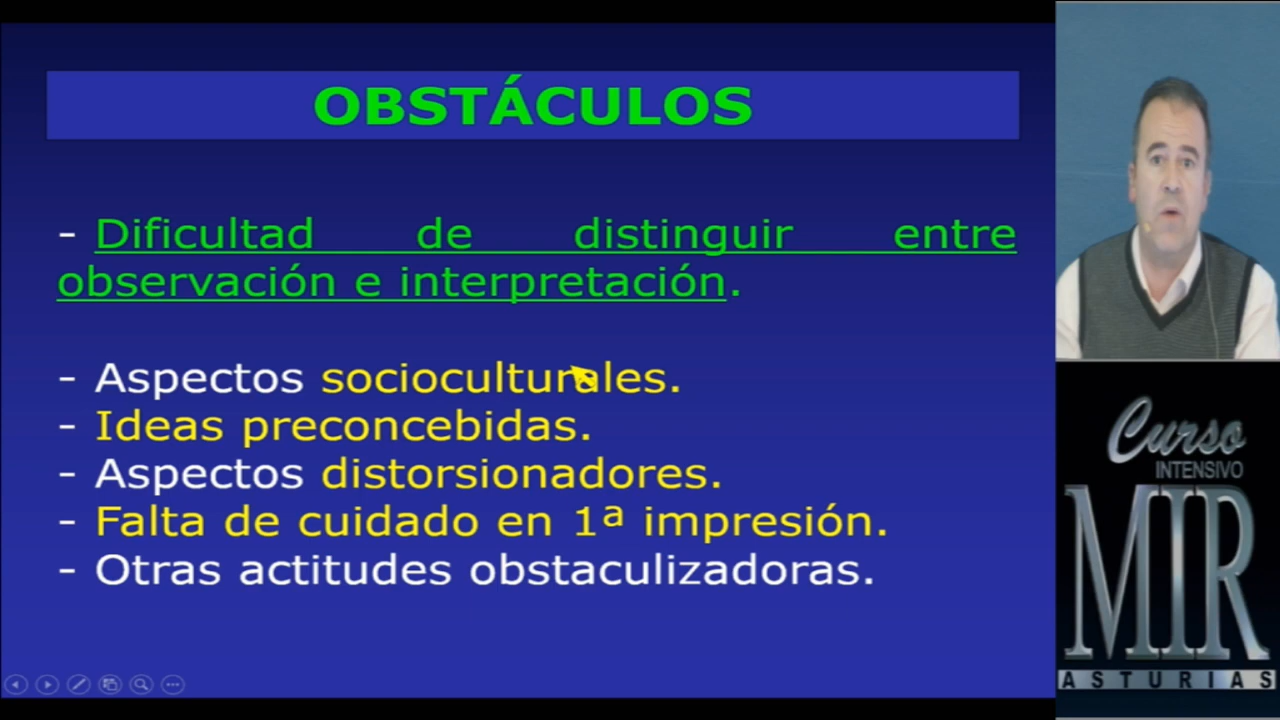 OBSTÁCULOS
- Dificultad de distinguir entre
observación e interpretación.
- Aspectos socioculturales.
- Ideas preconcebidas.
- Aspectos distorsionadores.
- Falta de cuidado en 1ª impresión.
- Otras actitudes obstaculizadoras.
Curso
INTENSIVO
MIR
ASTURIAS